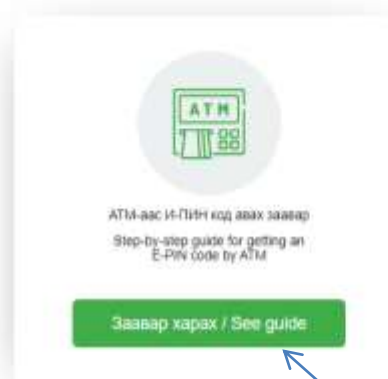 ATM
АТМ-аас И-ПИН код авах заавар
Step-by-step guide for getting an
E-PIN code by ATM
Заавар харах / See guide